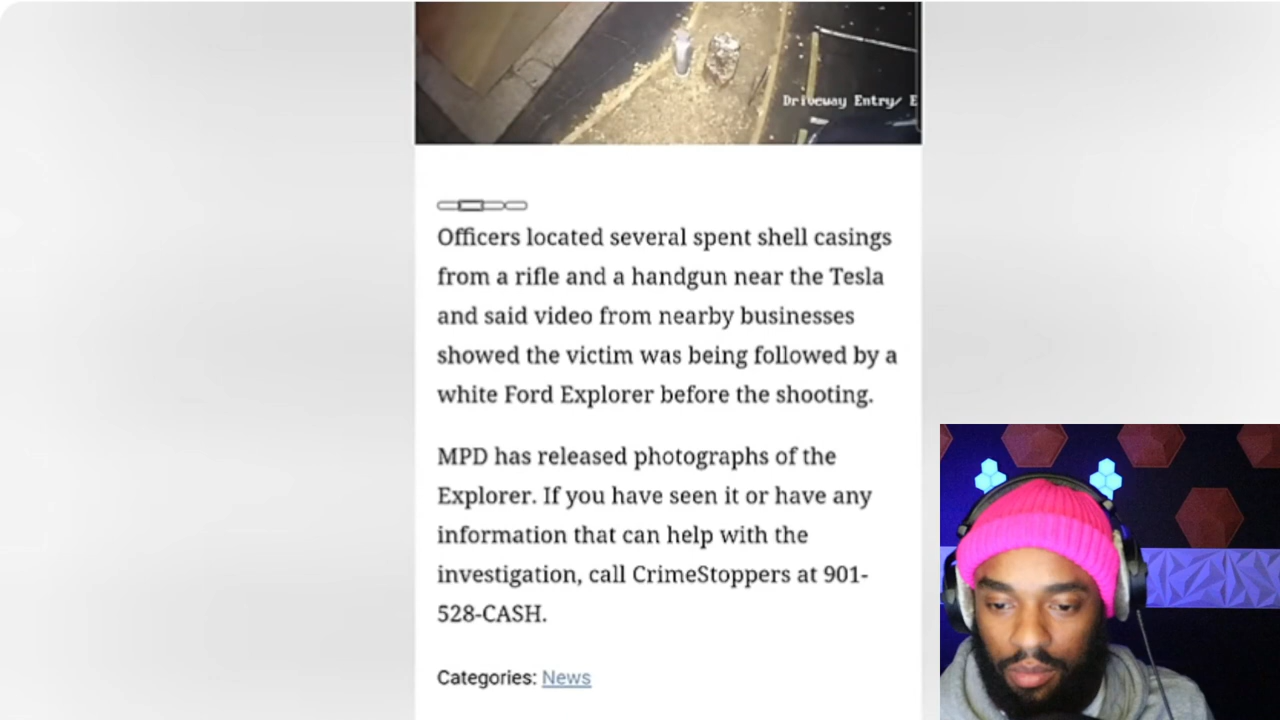 Driveway Entry/ E
Officers located several spent shell casings
from a rifle and a handgun near the Tesla
and said video from nearby businesses
showed the victim was being followed by a
white Ford Explorer before the shooting.
MPD has released photographs of the
Explorer. If you have seen it or have any
information that can help with the
investigation, call CrimeStoppers at 901-
528-CASH.
Categories: News